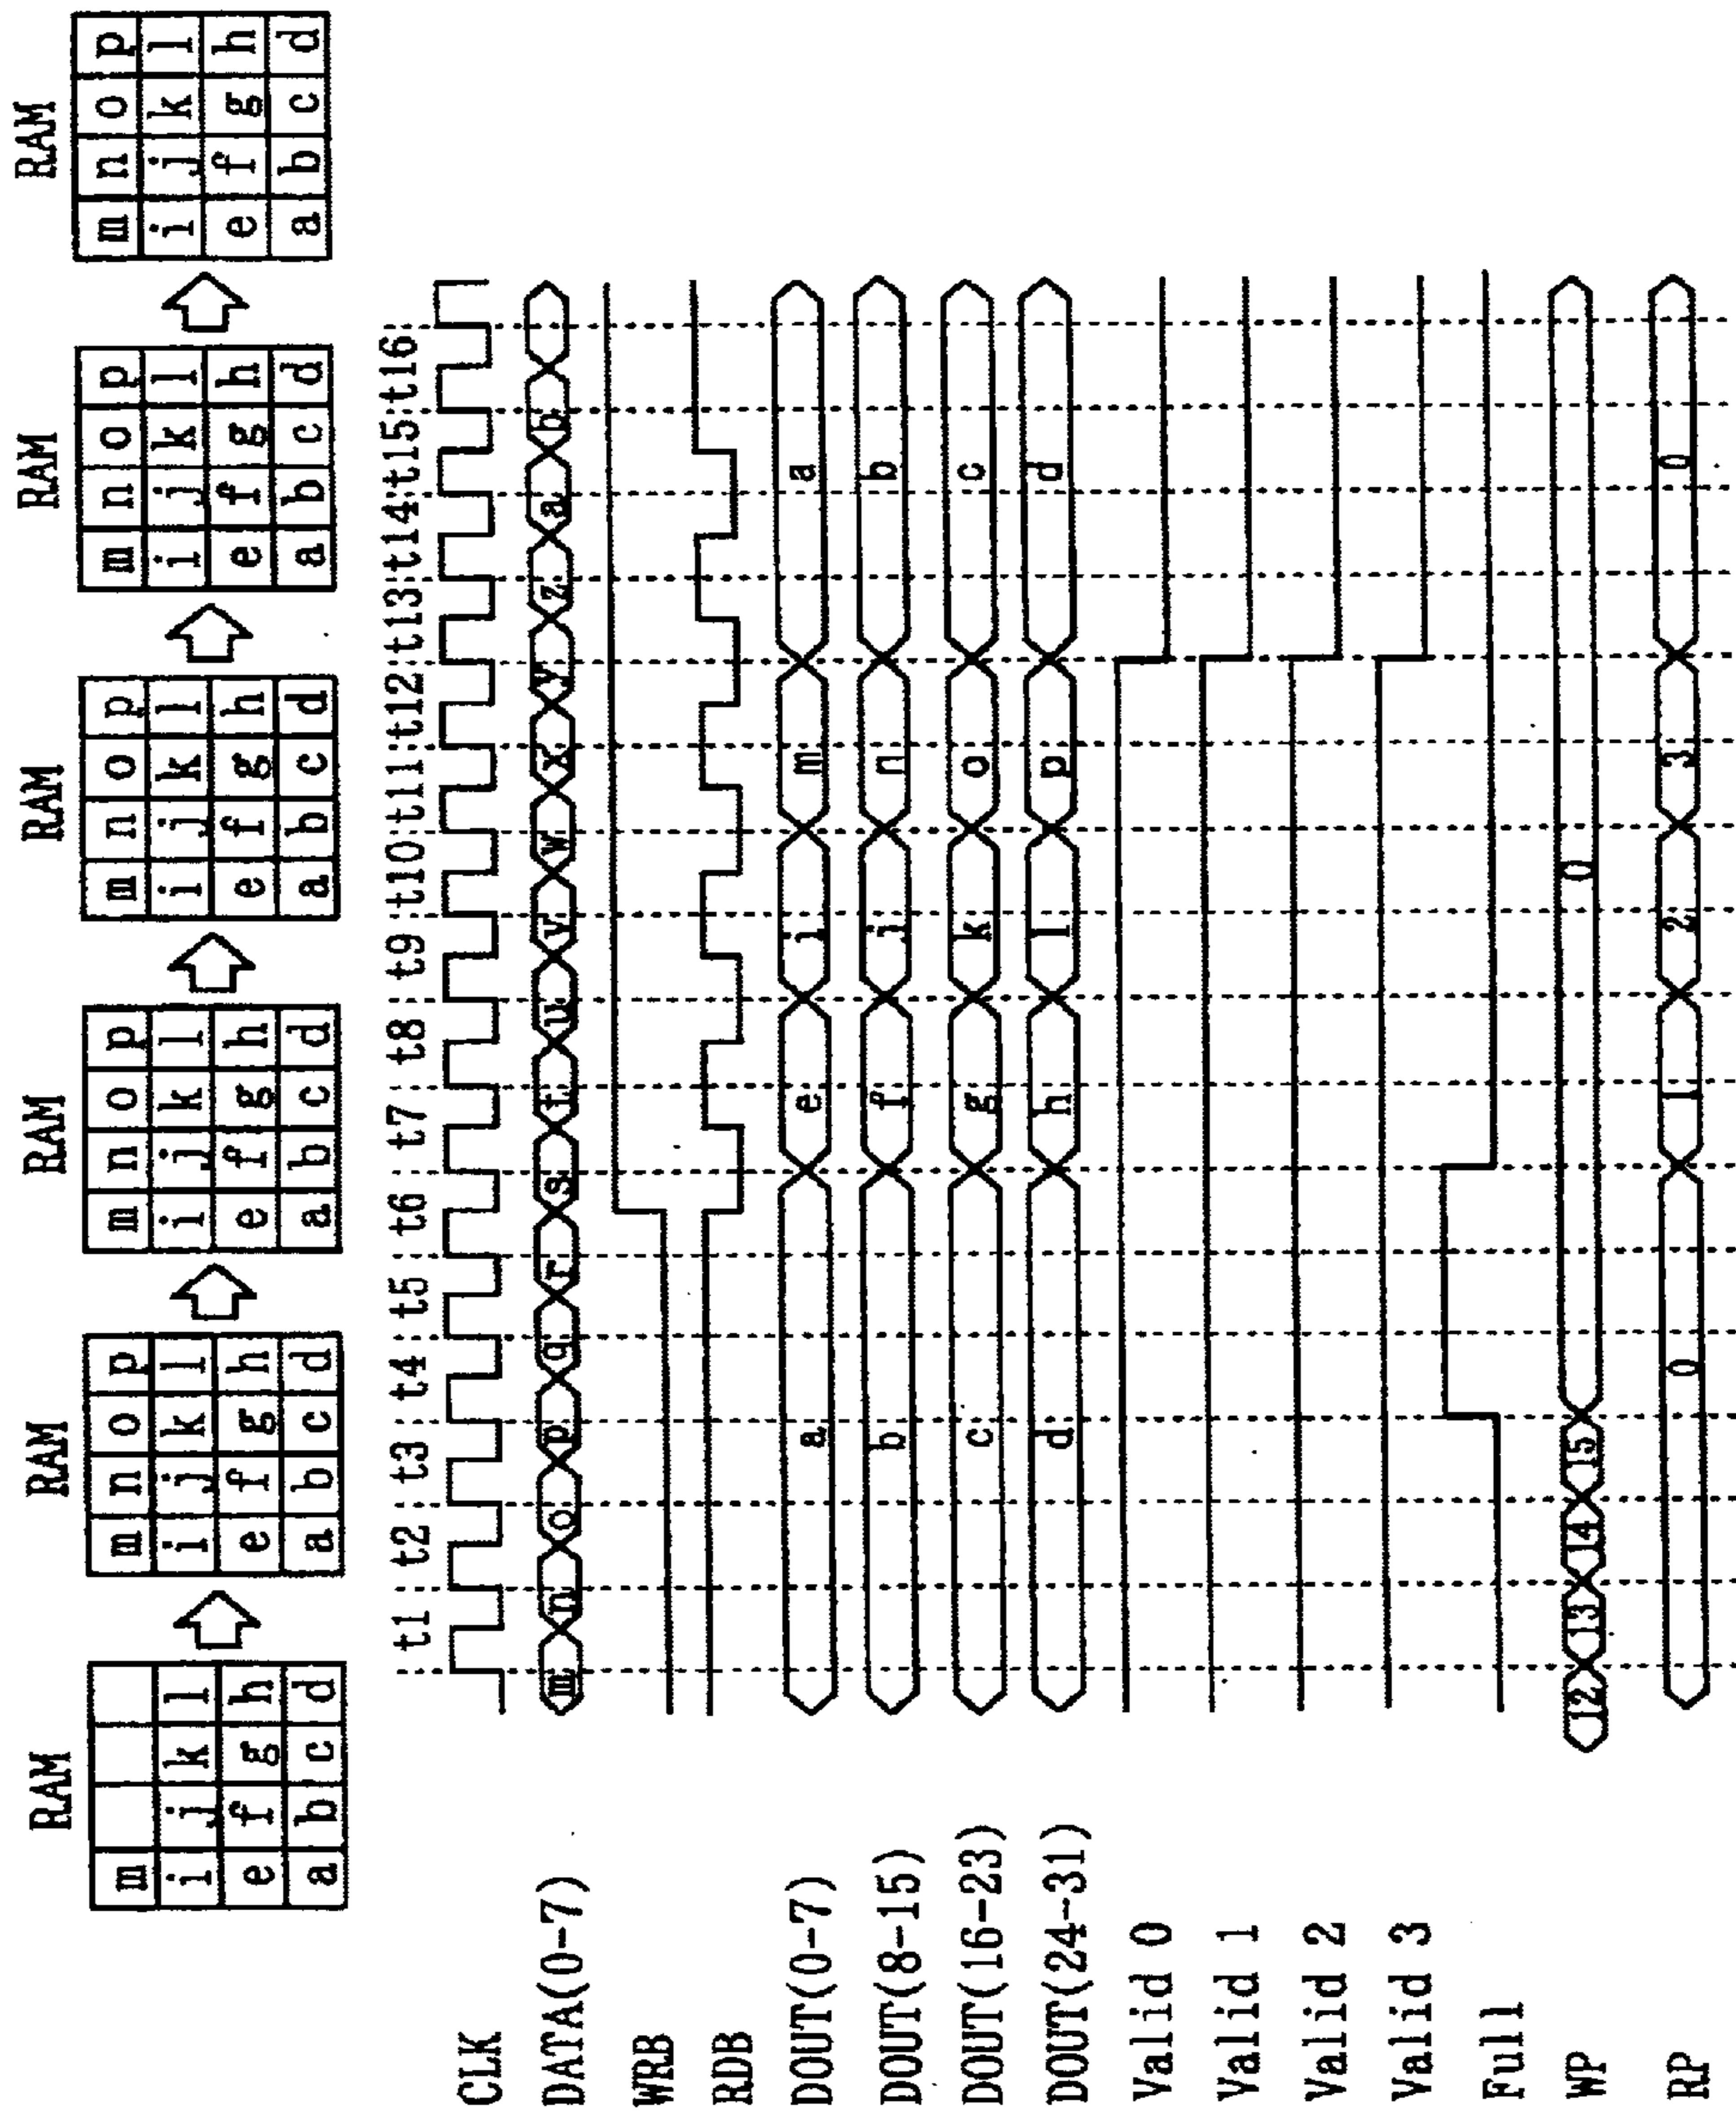 RAM RAM RAM RAM RAM RAM
m m n o p m n o p m n o p m n o p m n o p
i j k l i j k l i j k l i j k l i j k l i j k l
e f g h e f g h e f g h e f g h e f g h e f g h
a b c d a b c d a b c d a b c d a b c d a b c d
t1 t2 t3 t4 t5 t6 t7 t8 t9 t10 t11 t12 t13 t14 t15 t16
CLK
DATA(0-7) m n o p q r s t u v w x y z a b
WRB
RDB
DOUT(0-7) a e i m a
DOUT(8-15) b f j n b
DOUT(16-23) c g k o c
DOUT(24-31) d h l p d
Valid 0
Valid 1
Valid 2
Valid 3
Full
WP 12 13 14 15 0
RP 0 1 2 3 0